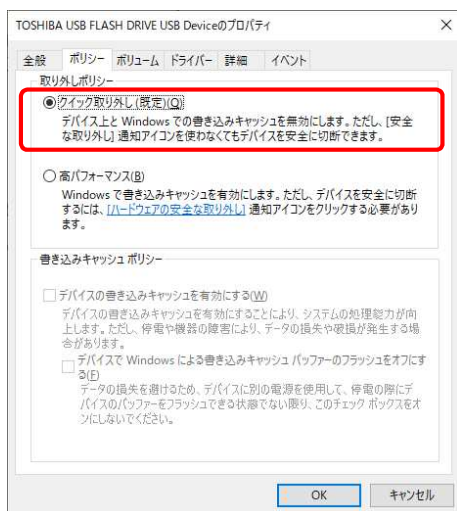 TOSHIBA USB FLASH DRIVE USB Deviceのプロパティ
全般 ポリシー ボリューム ドライバー 詳細 イベント
取り外しポリシー
クイック取り外し(既定)(Q)
デバイス上と Windows での書き込みキャッシュを無効にします。ただし、[安全
な取り外し] 通知アイコンを使わなくてもデバイスを安全に切断できます。
高パフォーマンス(B)
Windows で書き込みキャッシュを有効にします。ただし、デバイスを安全に切断
するには、[ハードウェアの安全な取り外し] 通知アイコンをクリックする必要があり
ます。
書き込みキャッシュ ポリシー
デバイスの書き込みキャッシュを有効にする(W)
デバイスの書き込みキャッシュを有効にすることにより、システムの処理能力が向
上します。ただし、停電や機器の障害により、データの損失や破損が発生する場
合があります。
デバイスで Windows による書き込みキャッシュ バッファーのフラッシュをオフにす
る(F)
データの損失を避けるため、デバイスに別の電源を使用して、停電の際にデ
バイスのバッファーをフラッシュできる状態でない限り、このチェック ボックスをオ
ンにしないでください。
OK キャンセル